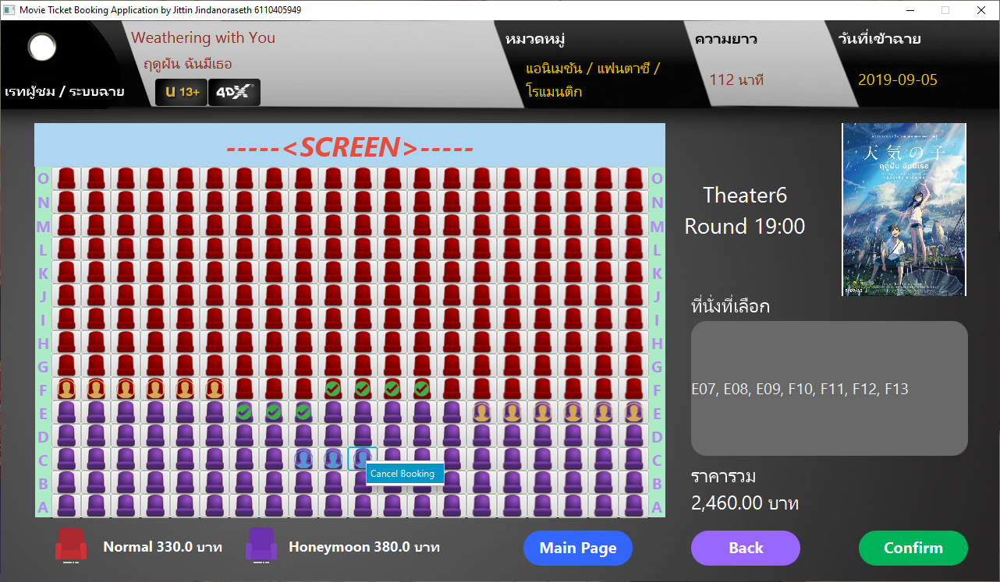 Movie Ticket Booking Application by Jittin Jindanoraseth 6110405949
Weathering with You
ฤดูฝัน ฉันมีเธอ
เรทผู้ชม / ระบบฉาย
น 13+
4DX
หมวดหมู่
แอนิเมชัน / แฟนตาซี /
โรแมนติก
ความยาว
112 นาที
วันที่เข้าฉาย
2019-09-05
-----<SCREEN>-----
O O
N N
M M
L L
K K
J J
I I
H H
G G
F F
E E
D D
C C
B B
A A
Cancel Booking
Theater6
Round 19:00
天気の子
ฤดูฝัน ฉันมีเธอ
ที่นั่งที่เลือก
E07, E08, E09, F10, F11, F12, F13
ราคารวม
2,460.00 บาท
Normal 330.0 บาท
Honeymoon 380.0 บาท
Main Page
Back
Confirm